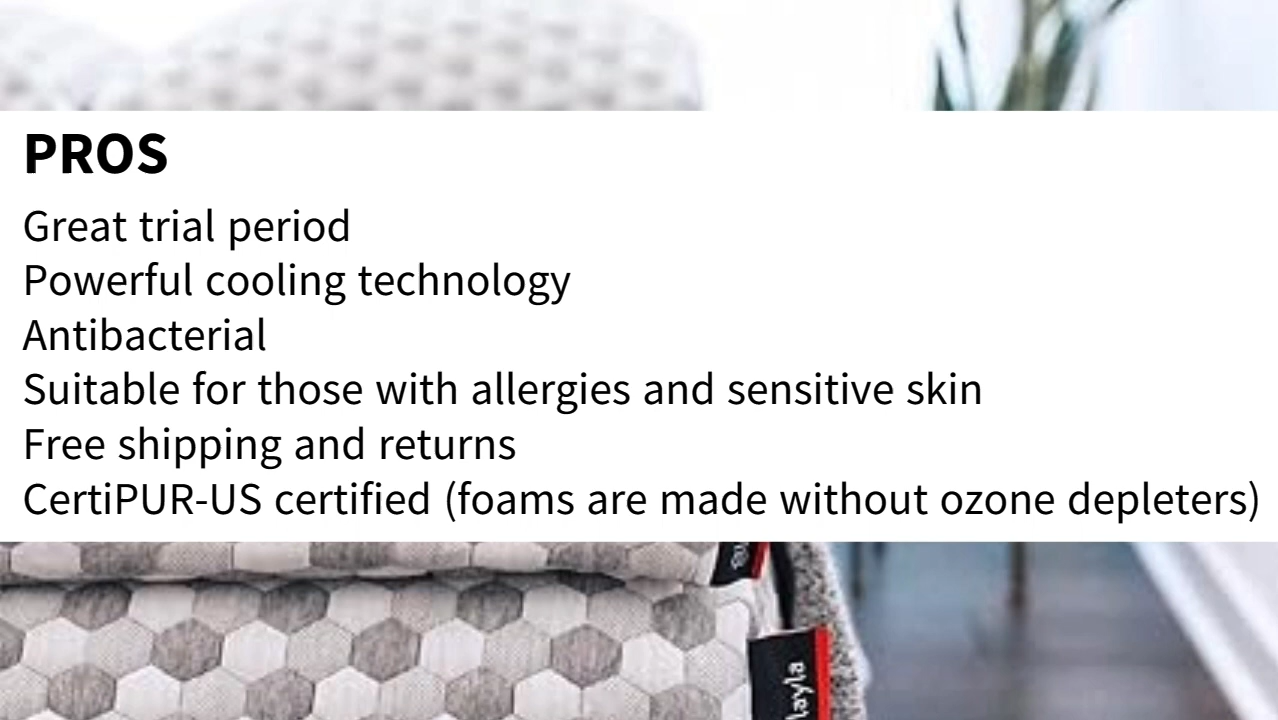 PROS
Great trial period
Powerful cooling technology
Antibacterial
Suitable for those with allergies and sensitive skin
Free shipping and returns
CertiPUR-US certified (foams are made without ozone depleters)
layla